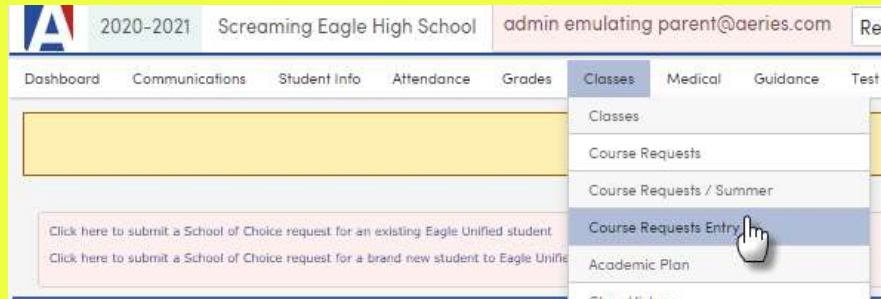 2020-2021 Screaming Eagle High School admin emulating parent@aeries.com Re
Dashboard Communications Student Info Attendance Grades Classes Medical Guidance Test
Classes
Course Requests
Course Requests / Summer
Click here to submit a School of Choice request for an existing Eagle Unified student
Course Requests Entry
Click here to submit a School of Choice request for a brand new student to Eagle Unifie
Academic Plan